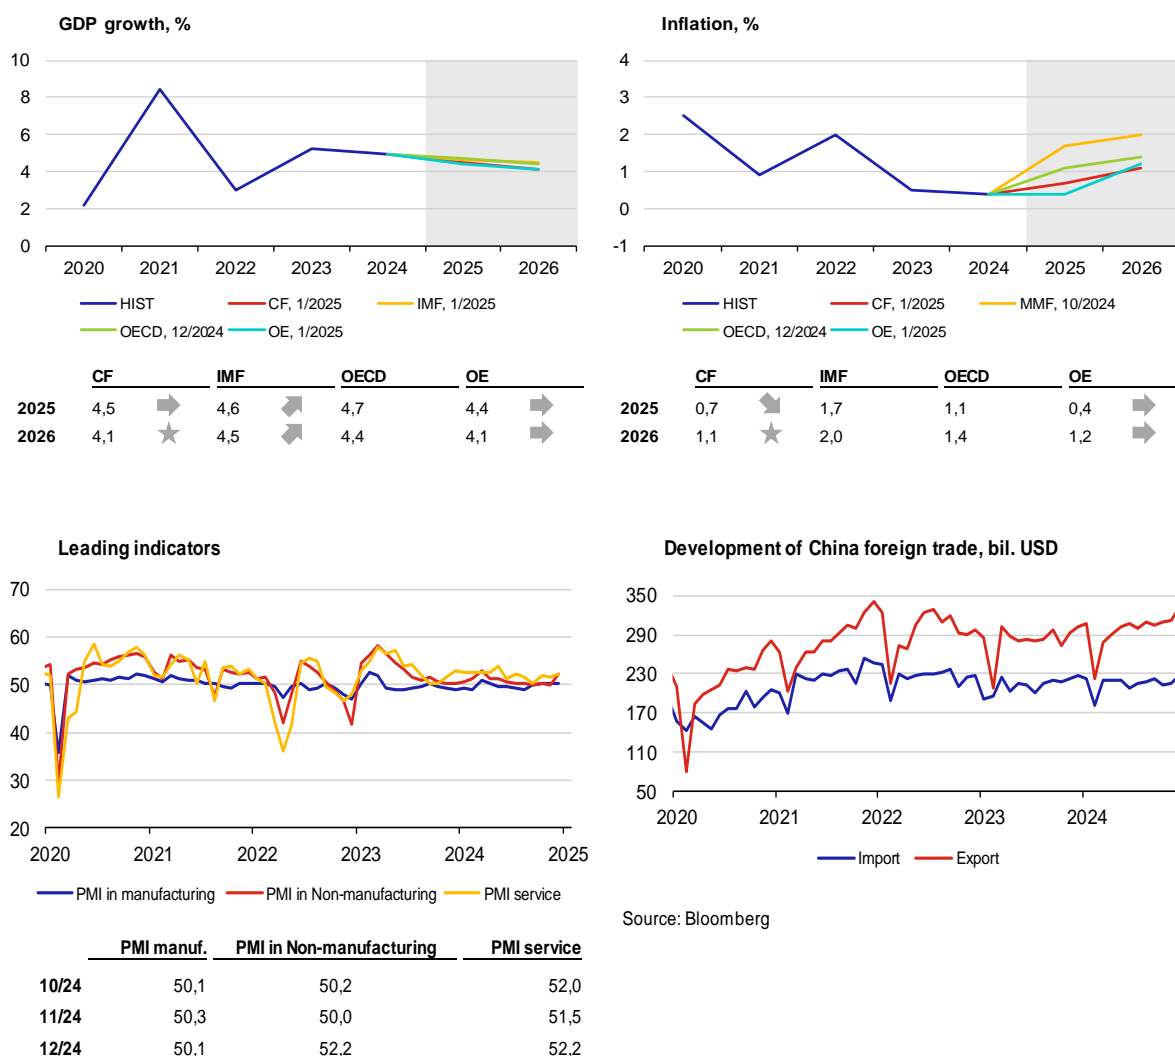 GDP growth, %
10
8
6
4
2
0
2020 2021 2022 2023 2024 2025 2026
HIST CF, 1/2025 IMF, 1/2025
OECD, 12/2024 OE, 1/2025
CF IMF OECD OE
2025 4,5 4,6 4,7 4,4
2026 4,1 4,5 4,4 4,1
Inflation, %
4
3
2
1
0
-1
2020 2021 2022 2023 2024 2025 2026
HIST CF, 1/2025 MMF, 10/2024
OECD, 12/2024 OE, 1/2025
CF IMF OECD OE
2025 0,7 1,7 1,1 0,4
2026 1,1 2,0 1,4 1,2
Leading indicators
70
60
50
40
30
20
2020 2021 2022 2023 2024 2025
PMI in manufacturing PMI in Non-manufacturing PMI service
PMI manuf. PMI in Non-manufacturing PMI service
10/24 50,1 50,2 52,0
11/24 50,3 50,0 51,5
12/24 50,1 52,2 52,2
Development of China foreign trade, bil. USD
350
290
230
170
110
50
2020 2021 2022 2023 2024
Import Export
Source: Bloomberg